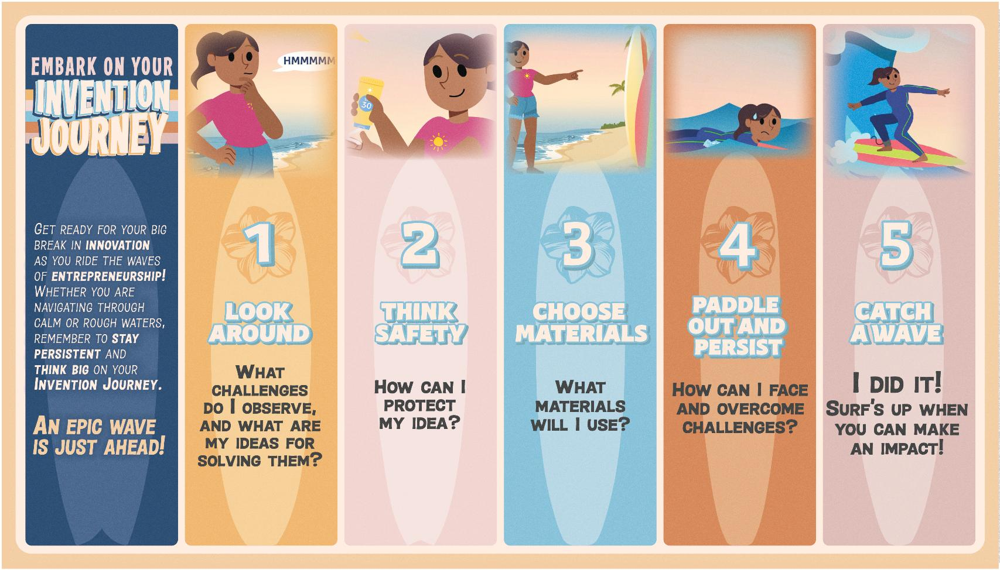 EMBARK ON YOUR
INVENTION
JOURNEY
GET READY FOR YOUR BIG
BREAK IN INNOVATION
AS YOU RIDE THE WAVES
OF ENTREPRENEURSHIP!
WHETHER YOU ARE
NAVIGATING THROUGH
CALM OR ROUGH WATERS,
REMEMBER TO STAY
PERSISTENT AND
THINK BIG ON YOUR
INVENTION JOURNEY.
AN EPIC WAVE
IS JUST AHEAD!
HMMMMM
1
LOOK
AROUND
WHAT
CHALLENGES
DO I OBSERVE,
AND WHAT ARE
MY IDEAS FOR
SOLVING THEM?
30
2
THINK
SAFETY
HOW CAN I
PROTECT
MY IDEA?
3
CHOOSE
MATERIALS
WHAT
MATERIALS
WILL I USE?
4
PADDLE
OUT AND
PERSIST
HOW CAN I FACE
AND OVERCOME
CHALLENGES?
5
CATCH
A WAVE
I DID IT!
SURF'S UP WHEN
YOU CAN MAKE
AN IMPACT!